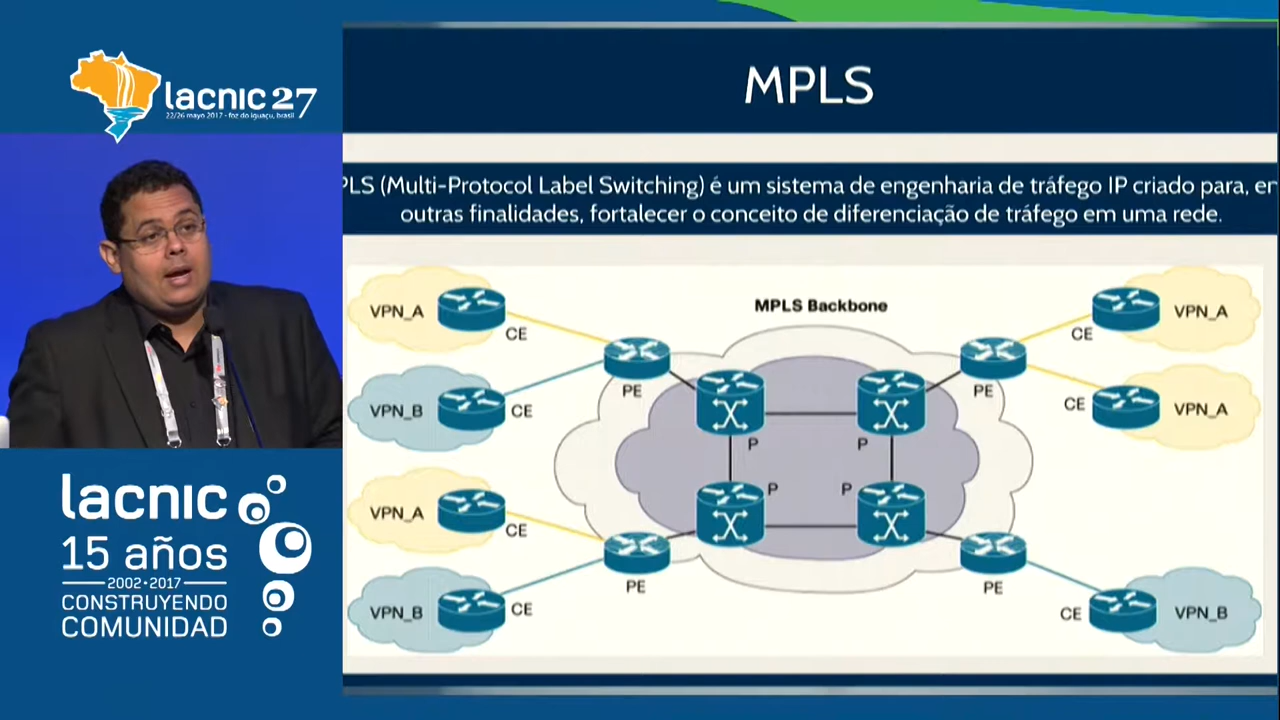 lacnic 27
22/26 mayo 2017 - foz do iguaçu, brasil
lacnic
15 años
2002•2017
CONSTRUYENDO
COMUNIDAD
MPLS
PLS (Multi-Protocol Label Switching) é um sistema de engenharia de tráfego IP criado para,
outras finalidades, fortalecer o conceito de diferenciação de tráfego em uma rede.
MPLS Backbone
VPN_A
CE
VPN_B
CE
PE
VPN_A
CE
VPN_B
CE
PE
P
P
P
P
PE
CE
VPN_A
CE
VPN_A
PE
CE
VPN_B